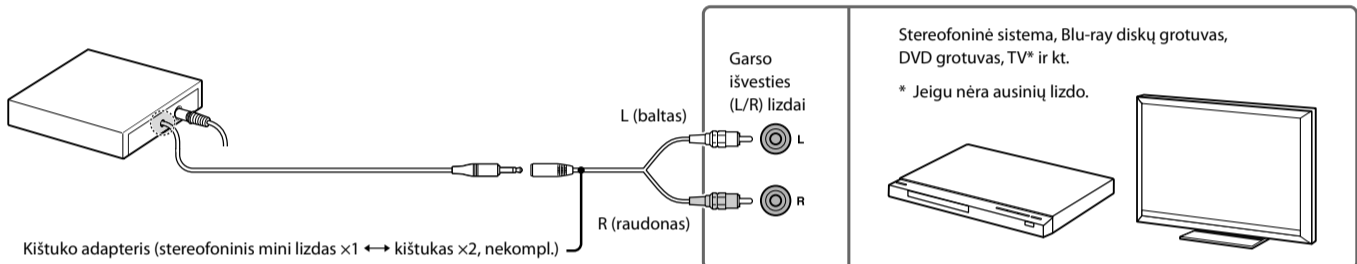 Stereofoninė sistema, Blu-ray diskų grotuvas,
DVD grotuvas, TV* ir kt.
* Jeigu nėra ausinių lizdo.
Garso
išvesties
(L/R) lizdai
L (baltas)
L
R
R (raudonas)
Kištuko adapteris (stereofoninis mini lizdas ×1 ↔ kištukas ×2, nekompl.)